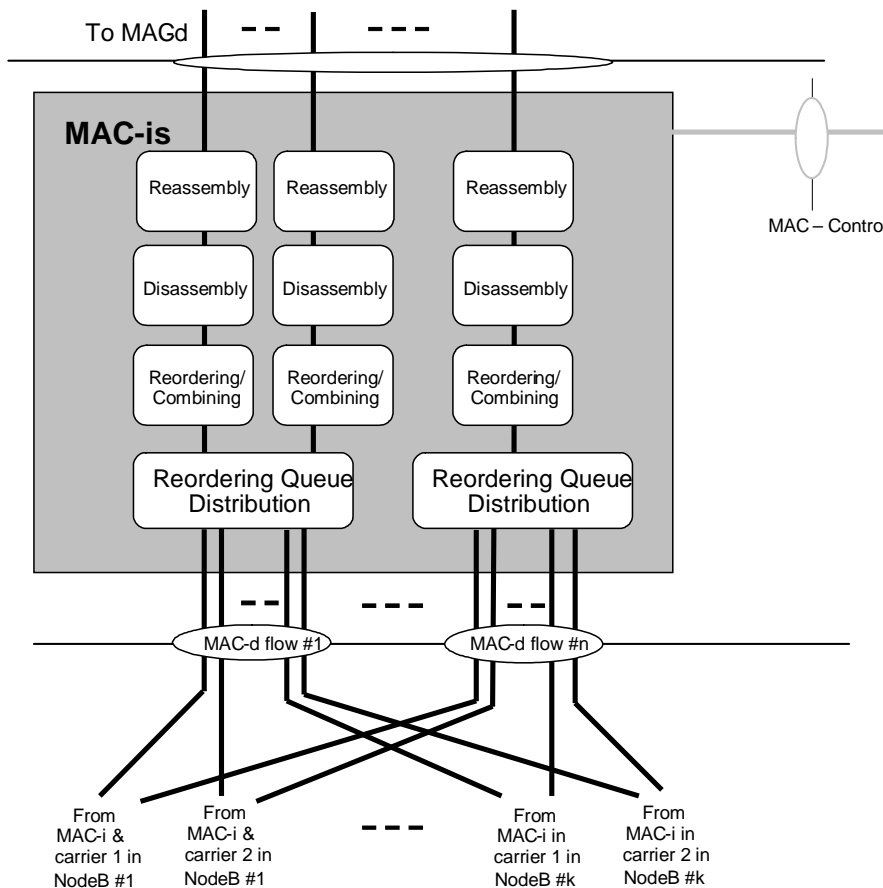 To MAGd
MAC-is
Reassembly
Reassembly
Reassembly
MAC – Contro
Disassembly
Disassembly
Disassembly
Reordering/
Combining
Reordering/
Combining
Reordering/
Combining
Reordering Queue
Distribution
Reordering Queue
Distribution
MAC-d flow #1
MAC-d flow #n
From
MAC-i &
carrier 1 in
NodeB #1
From
MAC-i &
carrier 2 in
NodeB #1
From
MAC-i in
carrier 1 in
NodeB #k
From
MAC-i in
carrier 2 in
NodeB #k